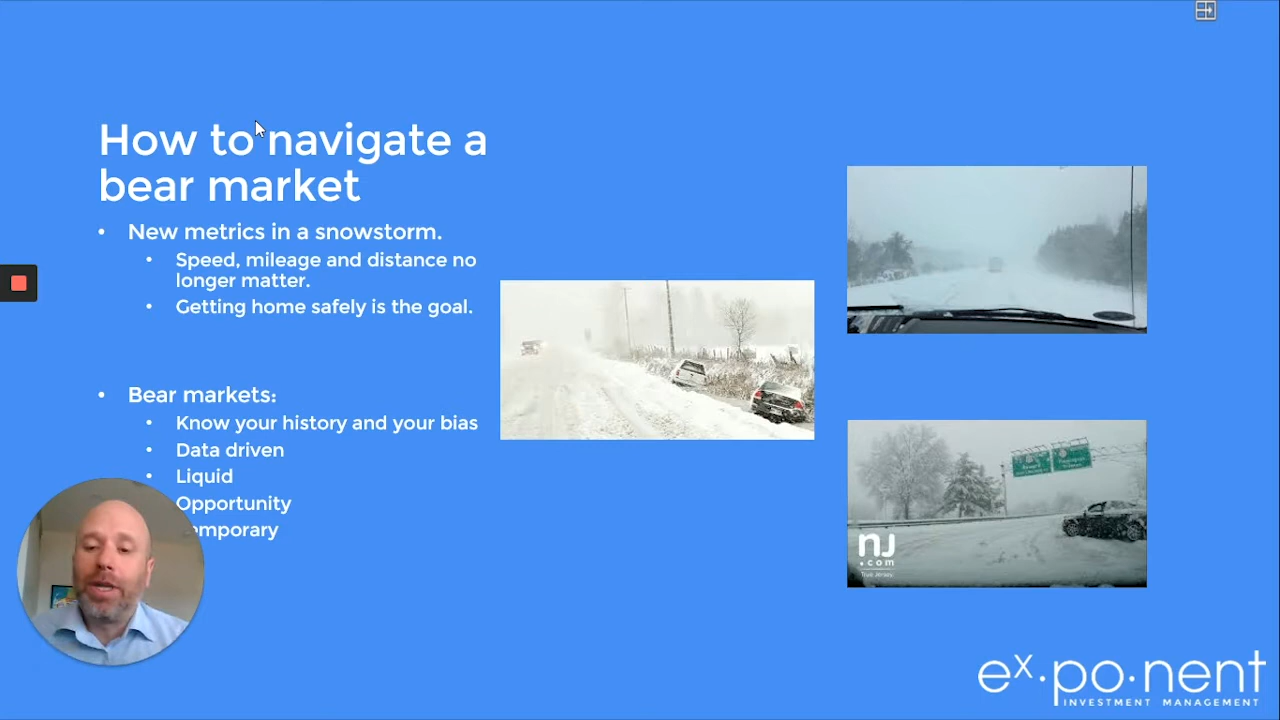 How to navigate a
bear market
• New metrics in a snowstorm.
• Speed, mileage and distance no
longer matter.
• Getting home safely is the goal.
• Bear markets:
• Know your history and your bias
• Data driven
• Liquid
Opportunity
emporary
nj
.com
True Jersey.
ex·po·nent
INVESTMENT MANAGEMENT